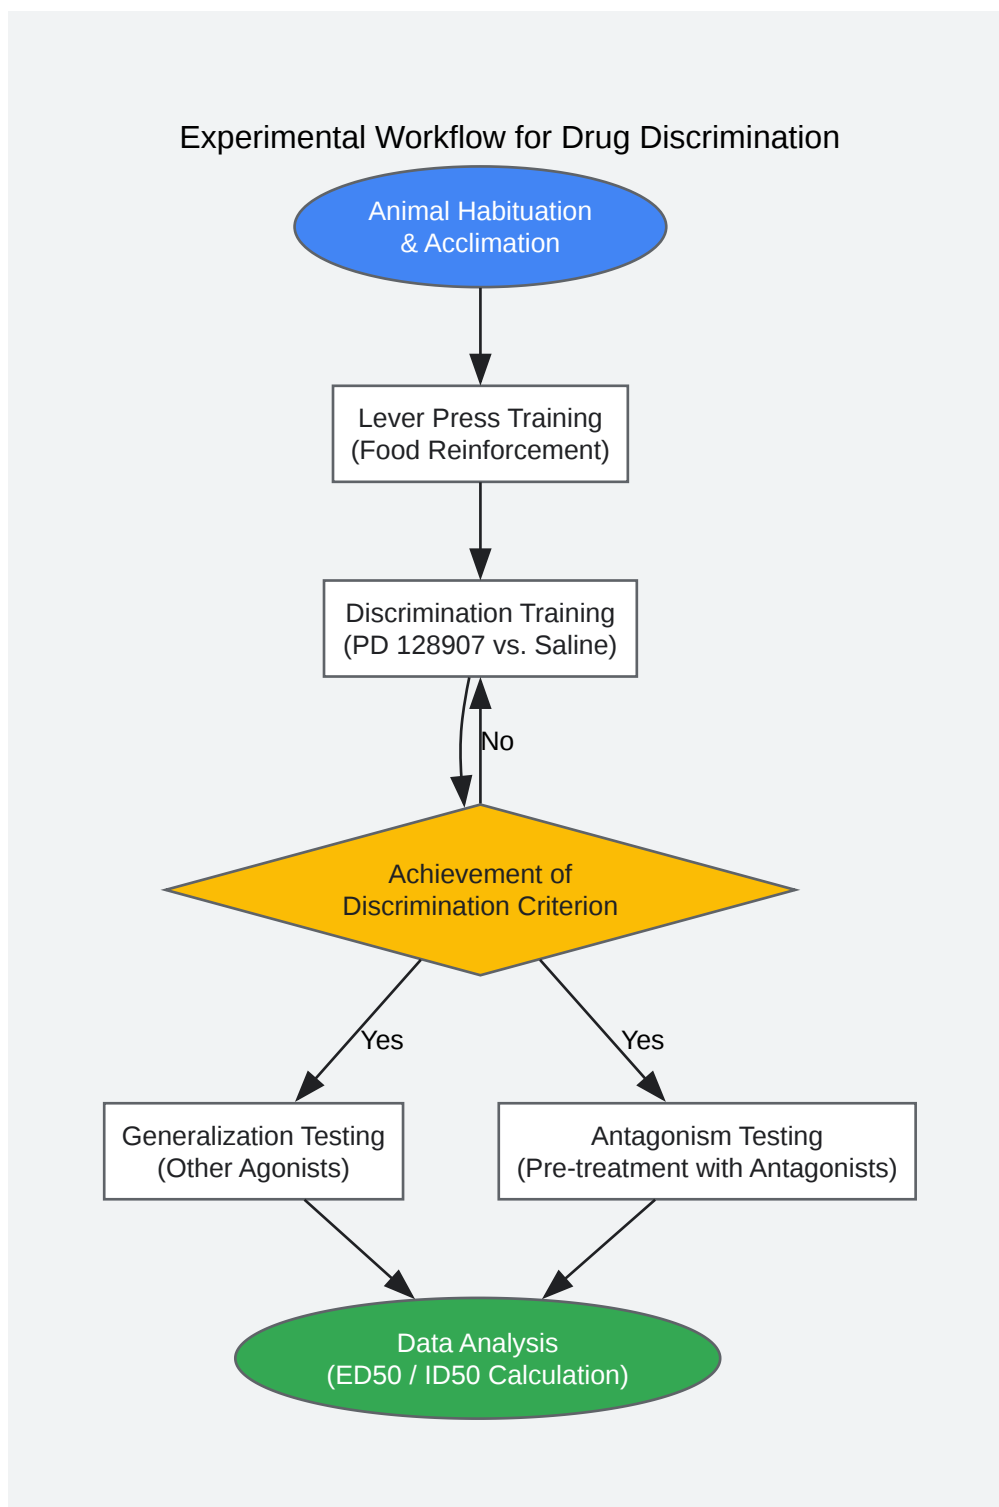 Experimental Workflow for Drug Discrimination
Animal Habituation
& Acclimation
Lever Press Training
(Food Reinforcement)
Discrimination Training
(PD 128907 vs. Saline)
No
Achievement of
Discrimination Criterion
Yes
Yes
Generalization Testing
(Other Agonists)
Antagonism Testing
(Pre-treatment with Antagonists)
Data Analysis
(ED50 / ID50 Calculation)